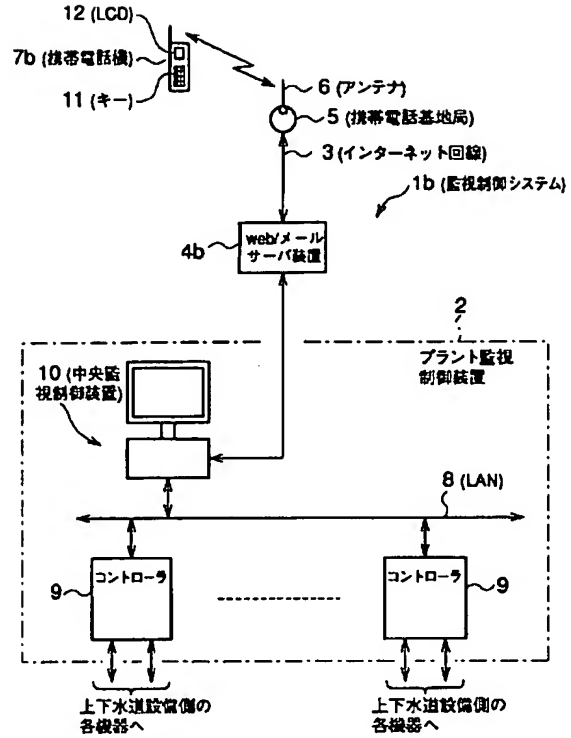 12 (LCD)
7b (携帯電話機)
11 (キー)
6 (アンテナ)
5 (携帯電話基地局)
3 (インターネット回線)
1b (監視制御システム)
4b
web/メール
サーバ装置
2
プラント監視
制御装置
10 (中央監
視制御装置)
8 (LAN)
コントローラ
9
コントローラ
9
上下水道設備側の
各機器へ
上下水道設備側の
各機器へ